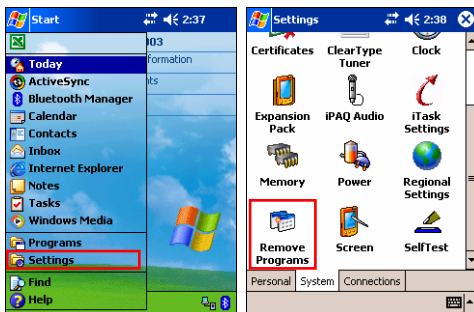 Start 2:37
003
formation
Today
nts
ActiveSync
Bluetooth Manager
Calendar
Contacts
Inbox
Internet Explorer
Notes
Tasks
Windows Media
Programs
Settings
Find
Help
Settings 2:38
Certificates ClearType Clock
Tuner
Expansion iPAQ Audio iTask
Pack Settings
Memory Power Regional
Settings
Remove Screen SelfTest
Programs
Personal System Connections